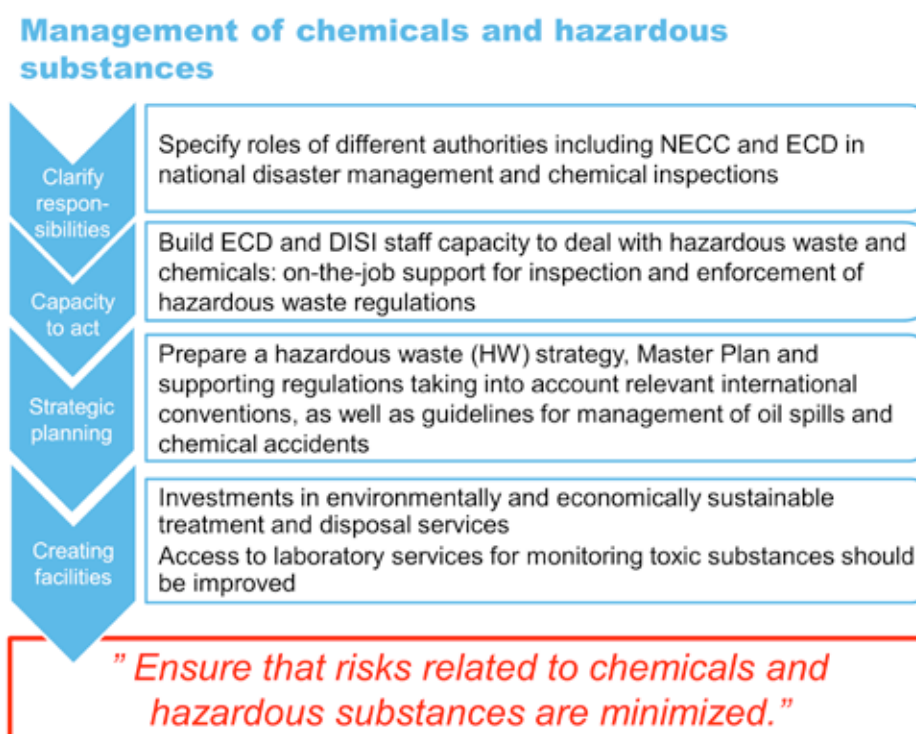 Management of chemicals and hazardous
substances
Clarify
respon-
sibilities
Specify roles of different authorities including NECC and ECD in
national disaster management and chemical inspections
Capacity
to act
Build ECD and DISI staff capacity to deal with hazardous waste and
chemicals: on-the-job support for inspection and enforcement of
hazardous waste regulations
Strategic
planning
Prepare a hazardous waste (HW) strategy, Master Plan and
supporting regulations taking into account relevant international
conventions, as well as guidelines for management of oil spills and
chemical accidents
Creating
facilities
Investments in environmentally and economically sustainable
treatment and disposal services
Access to laboratory services for monitoring toxic substances should
be improved
” Ensure that risks related to chemicals and
hazardous substances are minimized.”